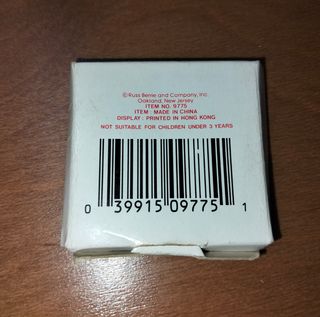 ©Russ Berrie and Company, Inc.
Oakland, New Jersey
ITEM NO. 9775
ITEM : MADE IN CHINA
DISPLAY : PRINTED IN HONG KONG
NOT SUITABLE FOR CHILDREN UNDER 3 YEARS
0 39915 09775 1